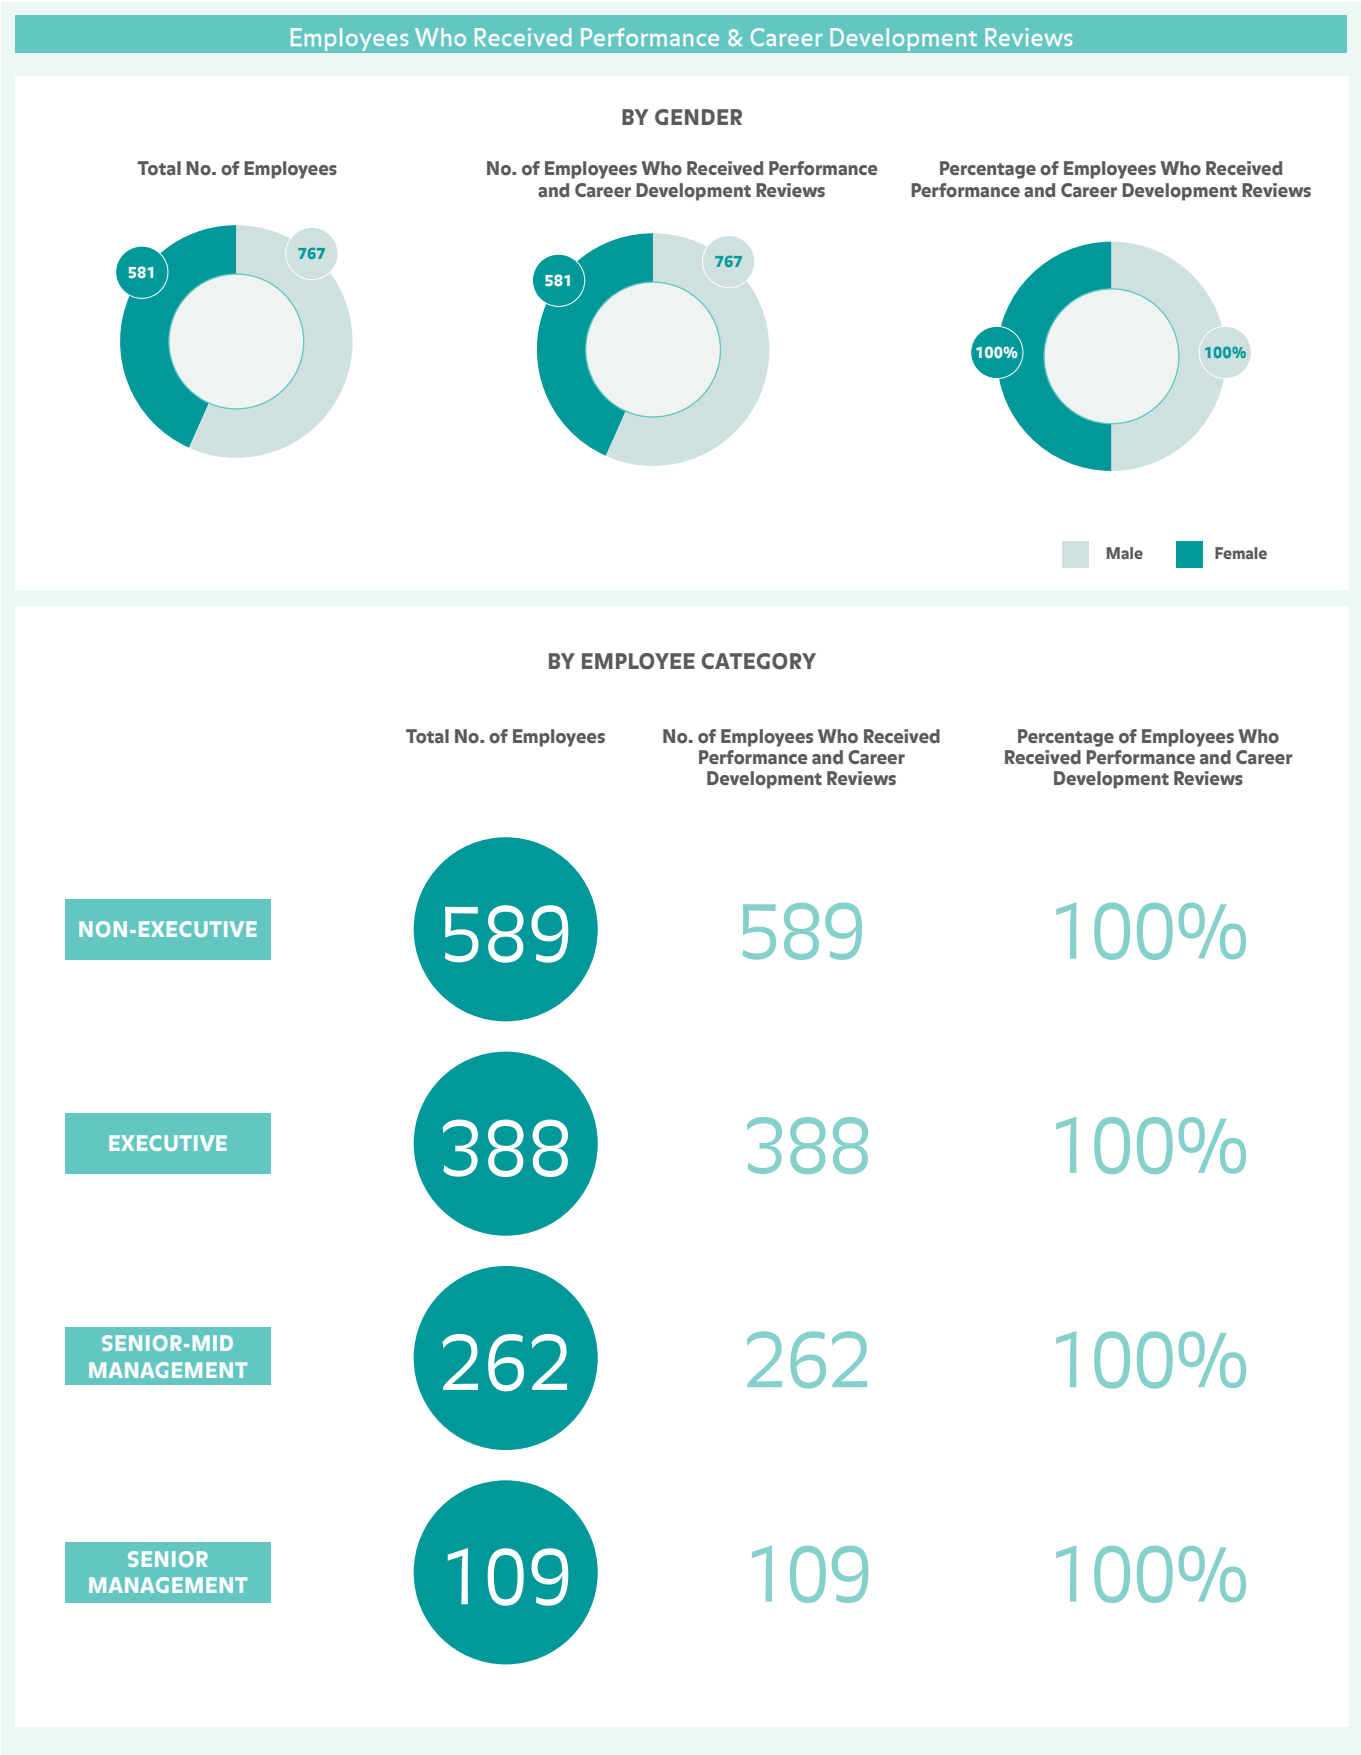 Employees Who Received Performance & Career Development Reviews
BY GENDER
Total No. of Employees
581
767
No. of Employees Who Received Performance
and Career Development Reviews
581
767
Percentage of Employees Who Received
Performance and Career Development Reviews
100%
100%
Male
Female
BY EMPLOYEE CATEGORY
Total No. of Employees
No. of Employees Who Received
Performance and Career
Development Reviews
Percentage of Employees Who
Received Performance and Career
Development Reviews
NON-EXECUTIVE
589
589
100%
EXECUTIVE
388
388
100%
SENIOR-MID
MANAGEMENT
262
262
100%
SENIOR
MANAGEMENT
109
109
100%